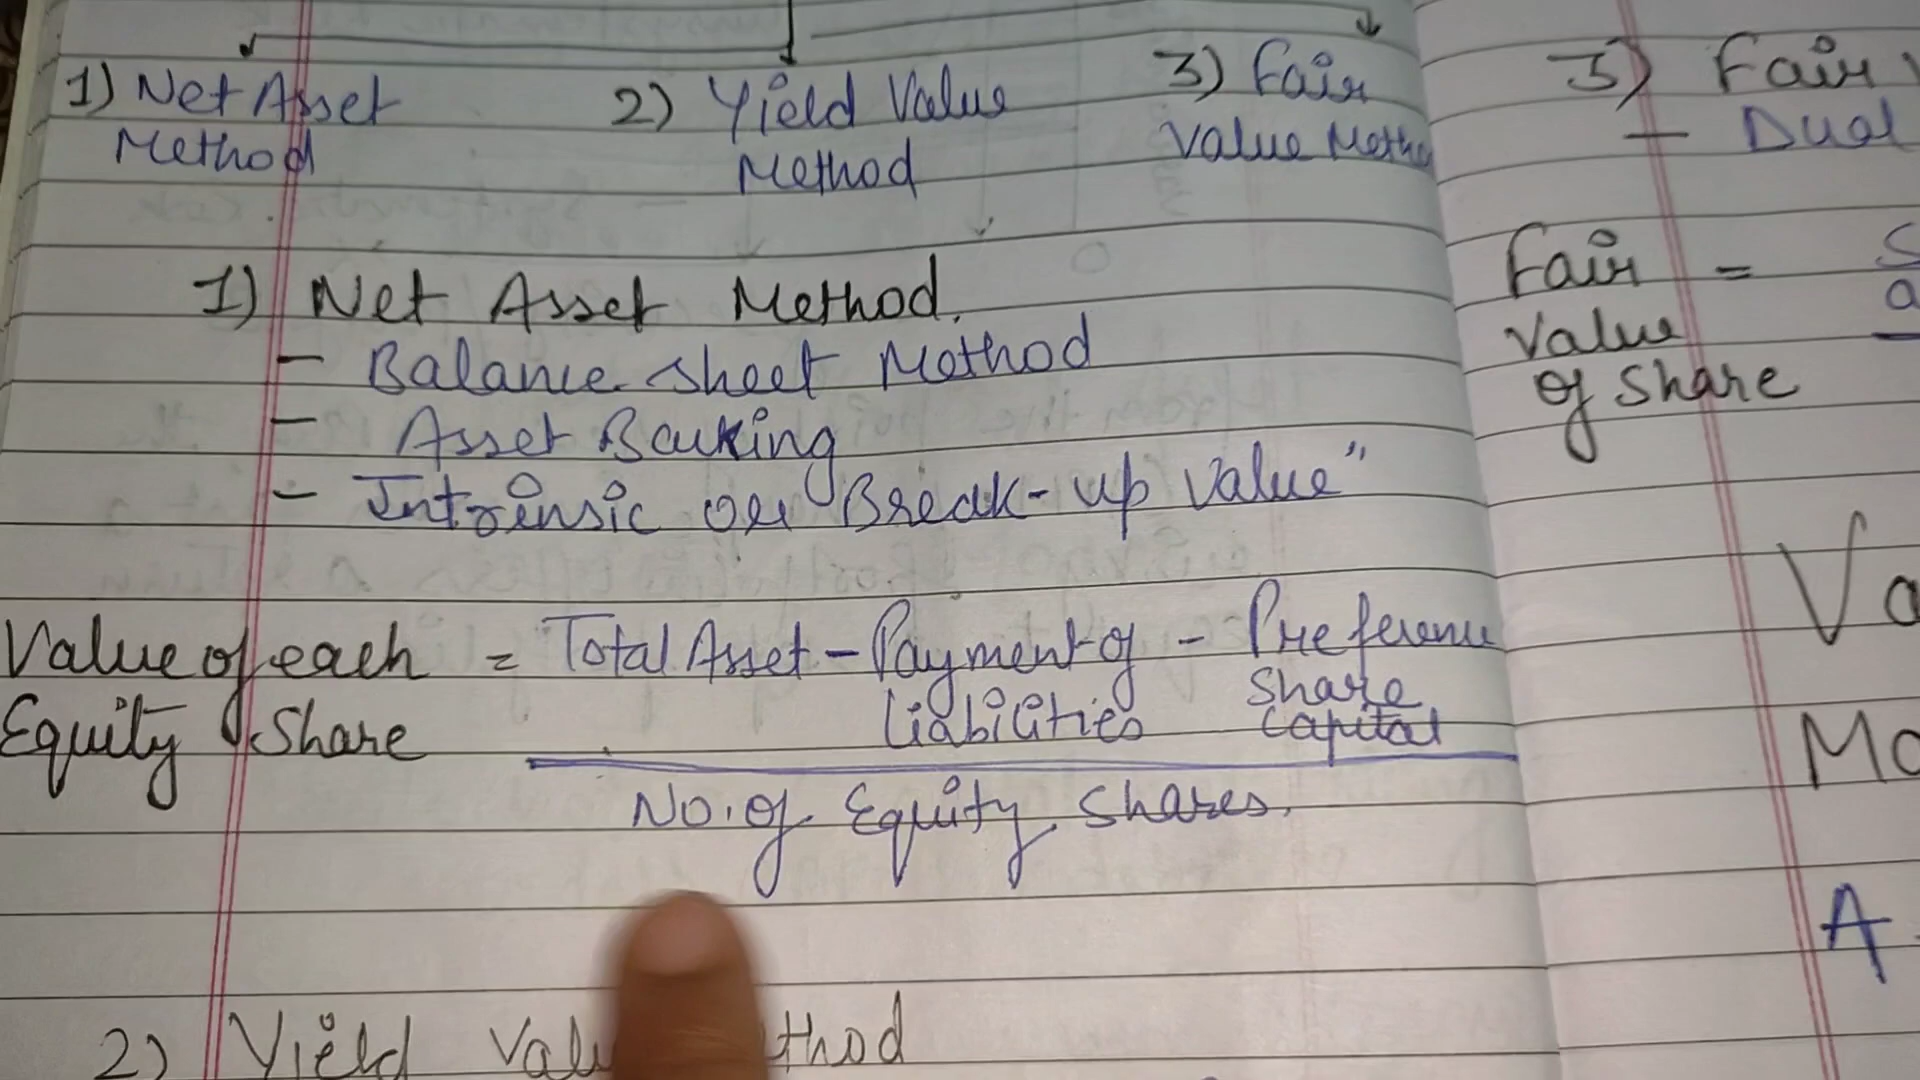 1) Net Asset
Method
2) Yield Value
Method
3) Fair
Value Metho
1) Net Asset Method.
- Balance sheet Method
- Asset Backing
- Intrinsic or "Break-up Value"
Value of each
Equity Share
= Total Asset - Payment of - Preference
Liabilities Share
Capital
No. of Equity Shares.
2) Yield Method
3) Fair
- Dual
Fair =
Value
of Share
A